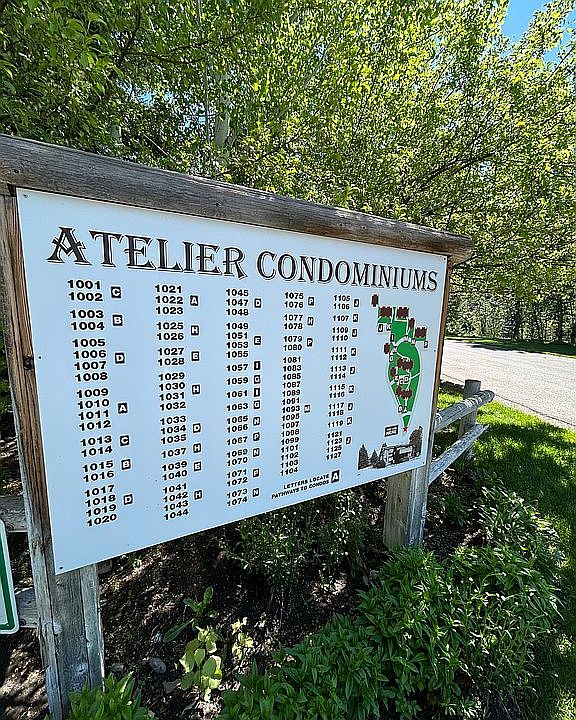 ATELIER CONDOMINIUMS
1001
1002 C
1003
1004 B
1005
1006
1007 D
1008
1009
1010
1011 A
1012
1013
1014 C
1015
1016 B
1017
1018 D
1019
1020
1021
1022 A
1023
1025
1026 H
1027
1028 E
1029
1030 H
1031
1032
1033
1034 D
1035
1037 H
1039
1040 E
1041
1042 H
1043
1044
1045
1047 D
1048
1051 E
1053
1055
1057 I
1059 G
1061 I
1063 G
1065
1066 P
1067 N
1069
1070 N
1071 P
1072
1073 N
1074
1075 P
1076
1077 H
1078
1079 P
1080
1081
1083
1085
1087
1089
1091
1093 M
1095
1097
1098
1099
1101
1102
1103
1104
1105 J
1106
1107 K
1109 J
1110
1111 K
1112
1113 J
1114
1115 K
1116
1117 J
1118
1119 K
1121
1123 J
1125
1127
LETTERS LOCATE
PATHWAYS TO CONDOS A